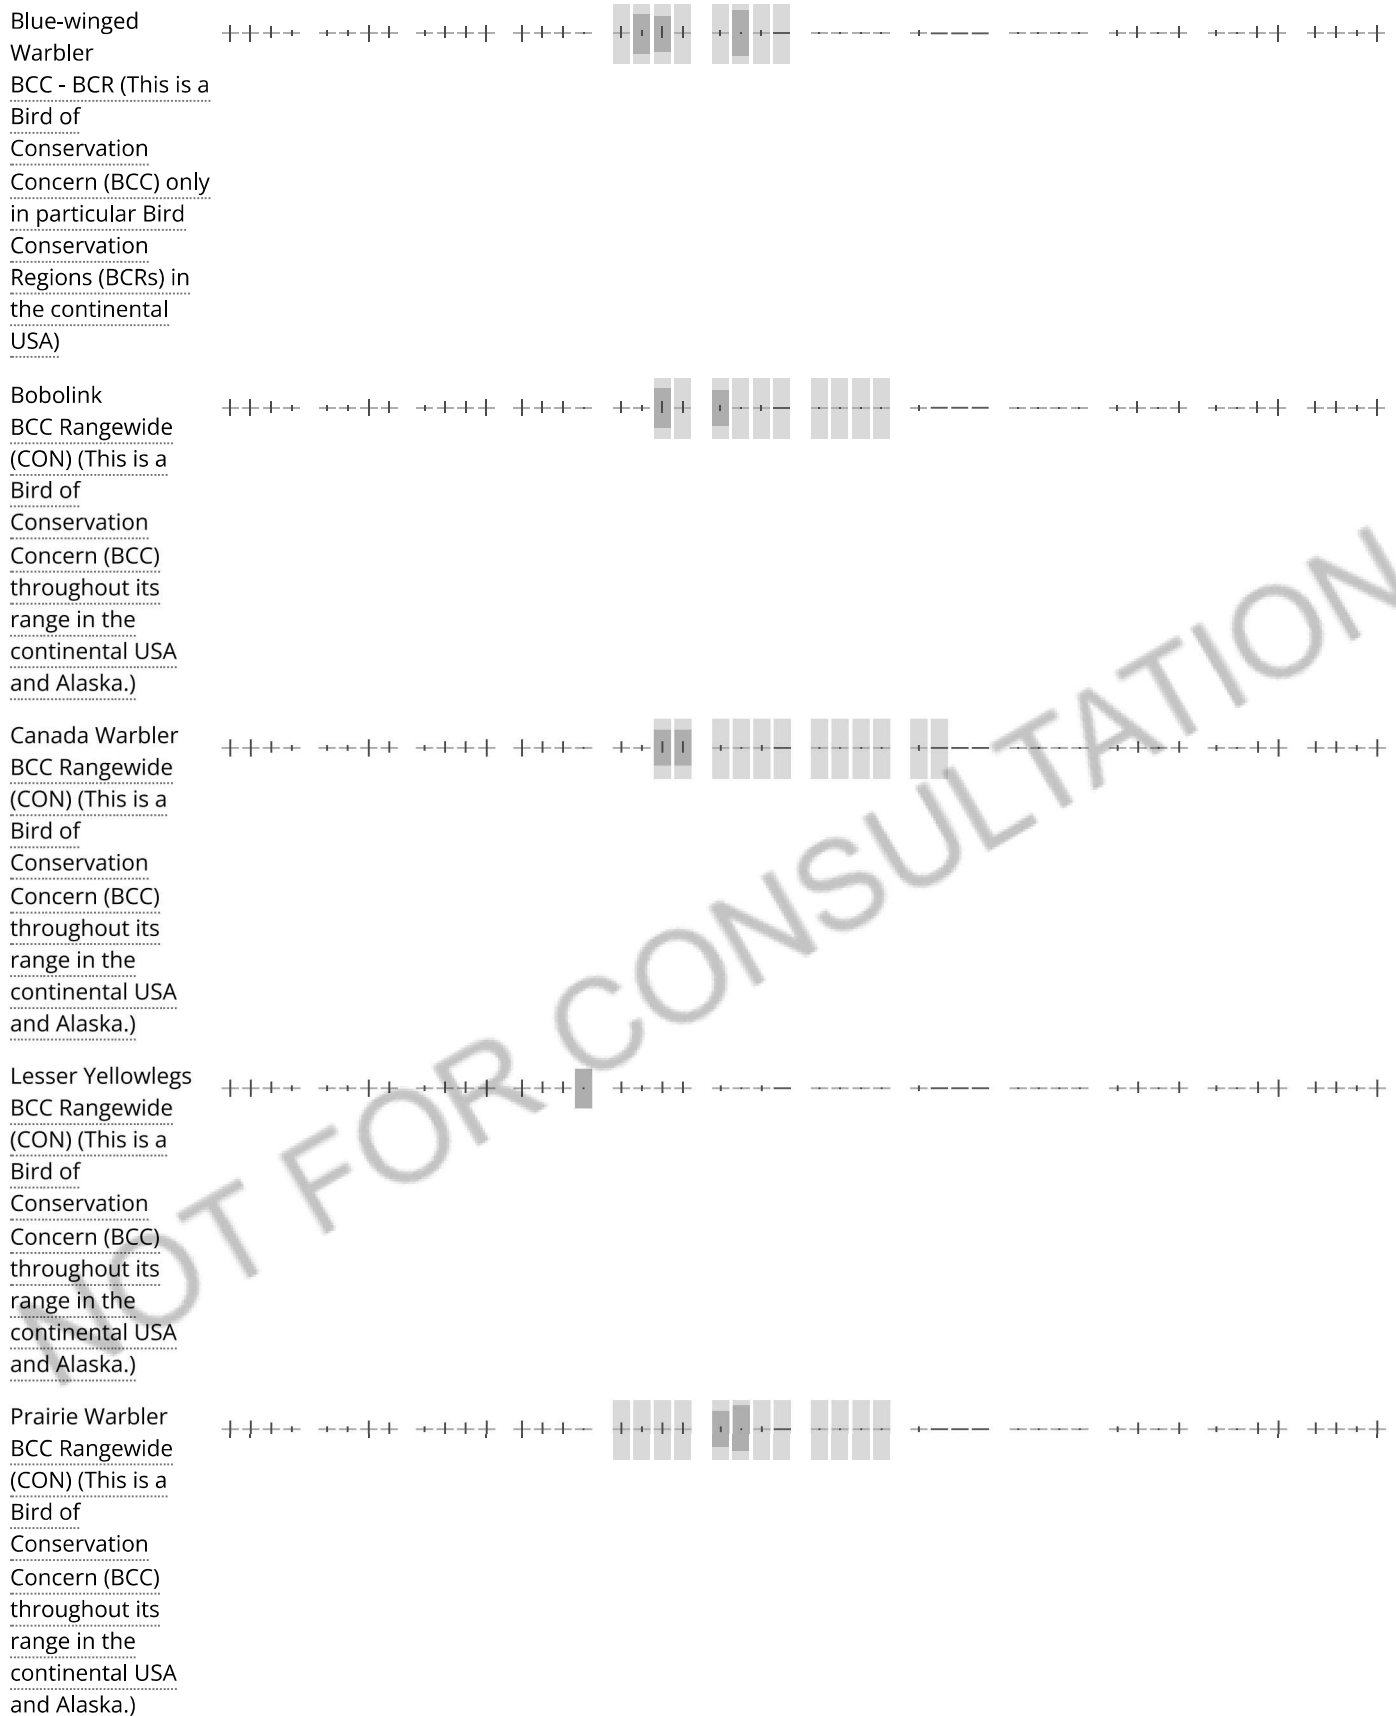 Blue-winged
Warbler
BCC - BCR (This is a
Bird of
Conservation
Concern (BCC) only
in particular Bird
Conservation
Regions (BCRs) in
the continental
USA)
Bobolink
BCC Rangewide
(CON) (This is a
Bird of
Conservation
Concern (BCC)
throughout its
range in the
continental USA
and Alaska.)
Canada Warbler
BCC Rangewide
(CON) (This is a
Bird of
Conservation
Concern (BCC)
throughout its
range in the
continental USA
and Alaska.)
Lesser Yellowlegs
BCC Rangewide
(CON) (This is a
Bird of
Conservation
Concern (BCC)
throughout its
range in the
continental USA
and Alaska.)
Prairie Warbler
BCC Rangewide
(CON) (This is a
Bird of
Conservation
Concern (BCC)
throughout its
range in the
continental USA
and Alaska.)
NOT FOR CONSULTATION